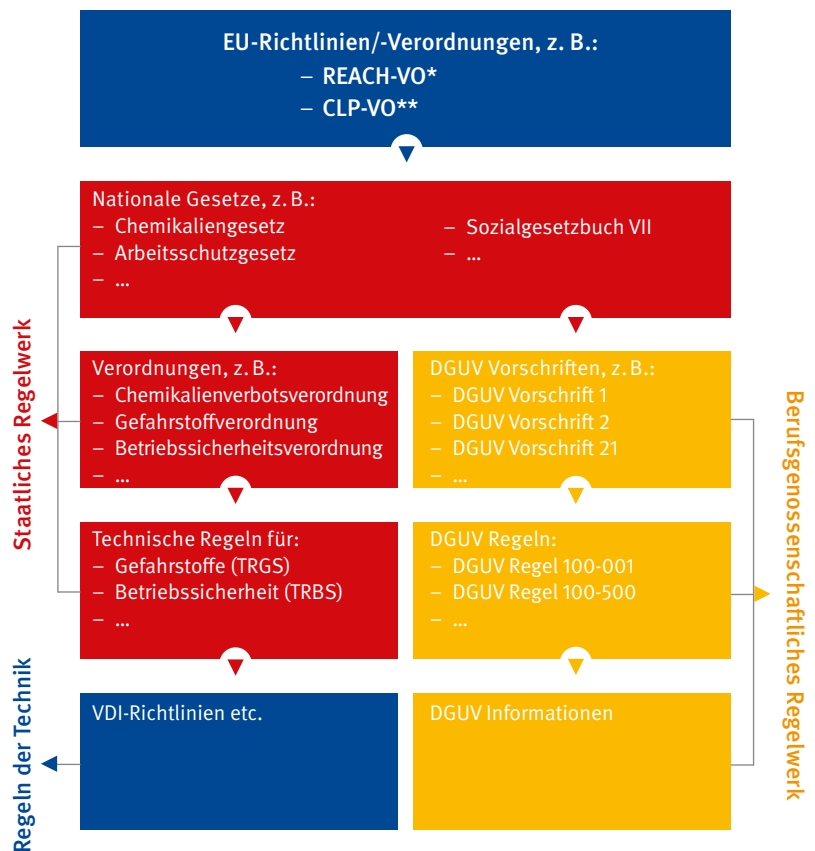 EU-Richtlinien/-Verordnungen, z. B.:
– REACH-VO*
– CLP-VO**
Nationale Gesetze, z. B.:
– Chemikaliengesetz
– Arbeitsschutzgesetz
– ...
– Sozialgesetzbuch VII
– ...
Verordnungen, z. B.:
– Chemikalienverbotsverordnung
– Gefahrstoffverordnung
– Betriebssicherheitsverordnung
– ...
DGUV Vorschriften, z. B.:
– DGUV Vorschrift 1
– DGUV Vorschrift 2
– DGUV Vorschrift 21
– ...
Technische Regeln für:
– Gefahrstoffe (TRGS)
– Betriebssicherheit (TRBS)
– ...
DGUV Regeln:
– DGUV Regel 100-001
– DGUV Regel 100-500
– ...
VDI-Richtlinien etc.
DGUV Informationen
Staatliches Regelwerk
Regeln der Technik
Berufsgenossenschaftliches Regelwerk